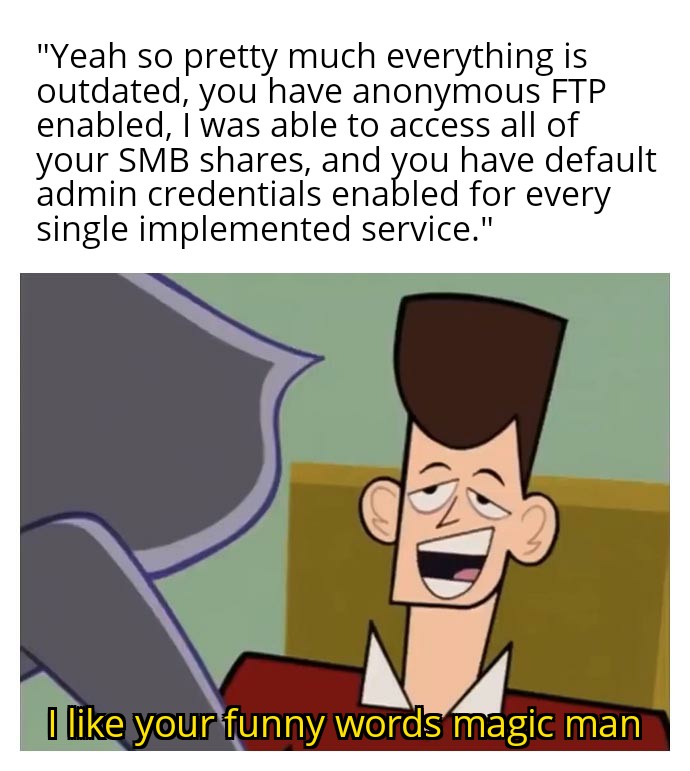 "Yeah so pretty much everything is
outdated, you have anonymous FTP
enabled, I was able to access all of
your SMB shares, and you have default
admin credentials enabled for every
single implemented service."
I like your funny words magic man